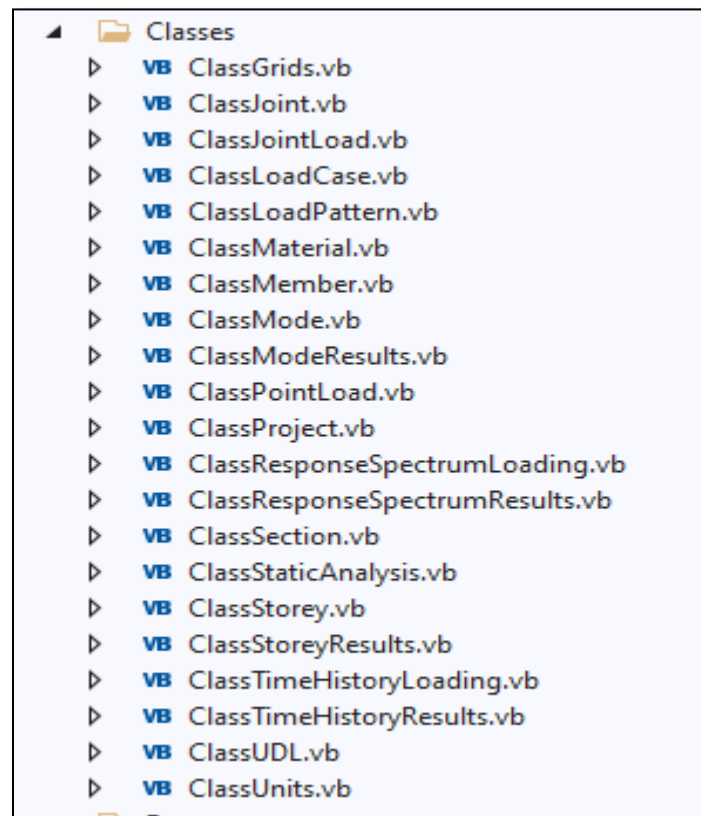 Classes
VB ClassGrids.vb
VB ClassJoint.vb
VB ClassJointLoad.vb
VB ClassLoadCase.vb
VB ClassLoadPattern.vb
VB ClassMaterial.vb
VB ClassMember.vb
VB ClassMode.vb
VB ClassModeResults.vb
VB ClassPointLoad.vb
VB ClassProject.vb
VB ClassResponseSpectrumLoading.vb
VB ClassResponseSpectrumResults.vb
VB ClassSection.vb
VB ClassStaticAnalysis.vb
VB ClassStorey.vb
VB ClassStoreyResults.vb
VB ClassTimeHistoryLoading.vb
VB ClassTimeHistoryResults.vb
VB ClassUDL.vb
VB ClassUnits.vb